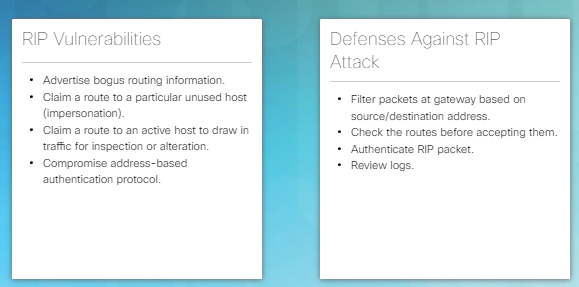 RIP Vulnerabilities
• Advertise bogus routing information.
• Claim a route to a particular unused host
(impersonation).
• Claim a route to an active host to draw in
traffic for inspection or alteration.
• Compromise address-based
authentication protocol.
Defenses Against RIP
Attack
• Filter packets at gateway based on
source/destination address.
• Check the routes before accepting them.
• Authenticate RIP packet.
• Review logs.